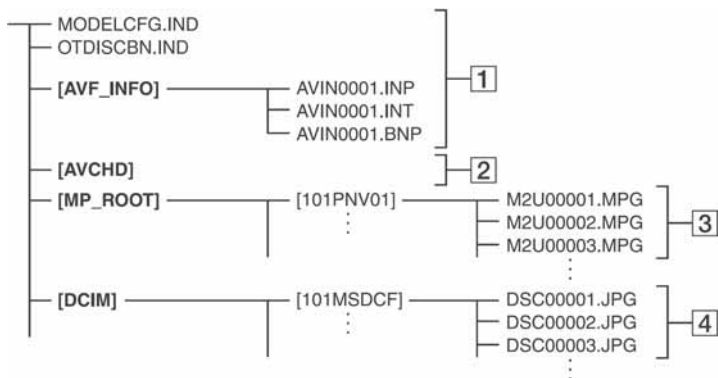 MODELCFG.IND
OTDISCBN.IND
1
[AVF_INFO] AVIN0001.INP
AVIN0001.INT
AVIN0001.BNP
[AVCHD] 2
[MP_ROOT] [101PNV01] M2U00001.MPG
M2U00002.MPG 3
M2U00003.MPG
[DCIM] [101MSDCF] DSC00001.JPG
DSC00002.JPG 4
DSC00003.JPG